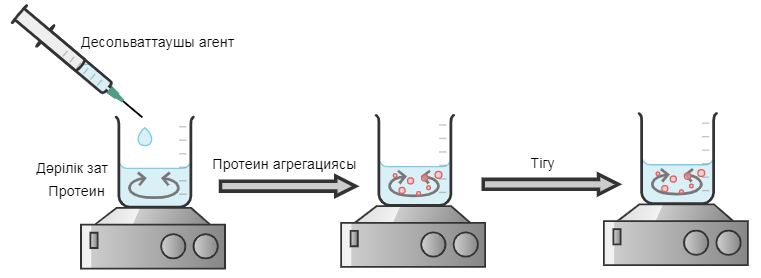 Десольваттаушы агент
Дәрілік зат
Протеин
Протеин агрегациясы
Тігу